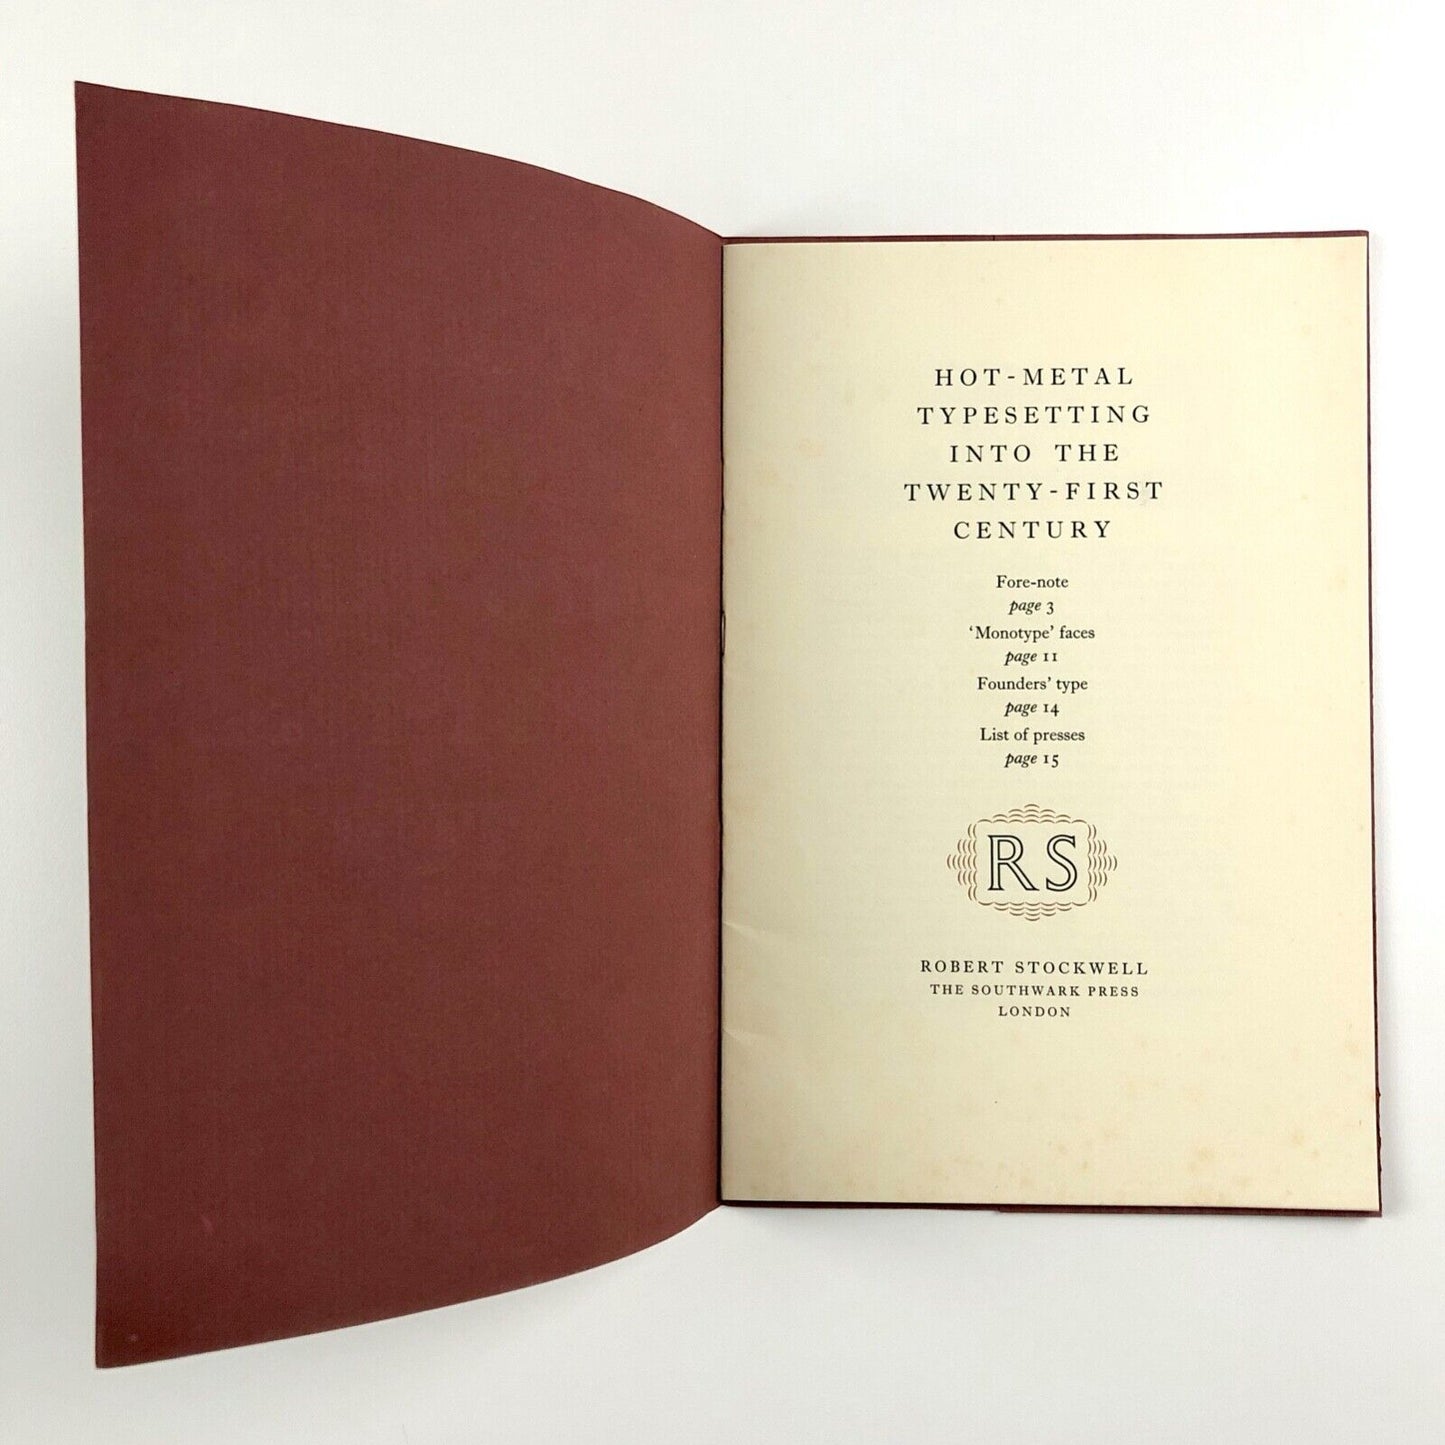 HOT-METAL
TYPESETTING
INTO THE
TWENTY-FIRST
CENTURY
Fore-note
page 3
‘Monotype’ faces
page 11
Founders’ type
page 14
List of presses
page 15
RS
ROBERT STOCKWELL
THE SOUTHWARK PRESS
LONDON